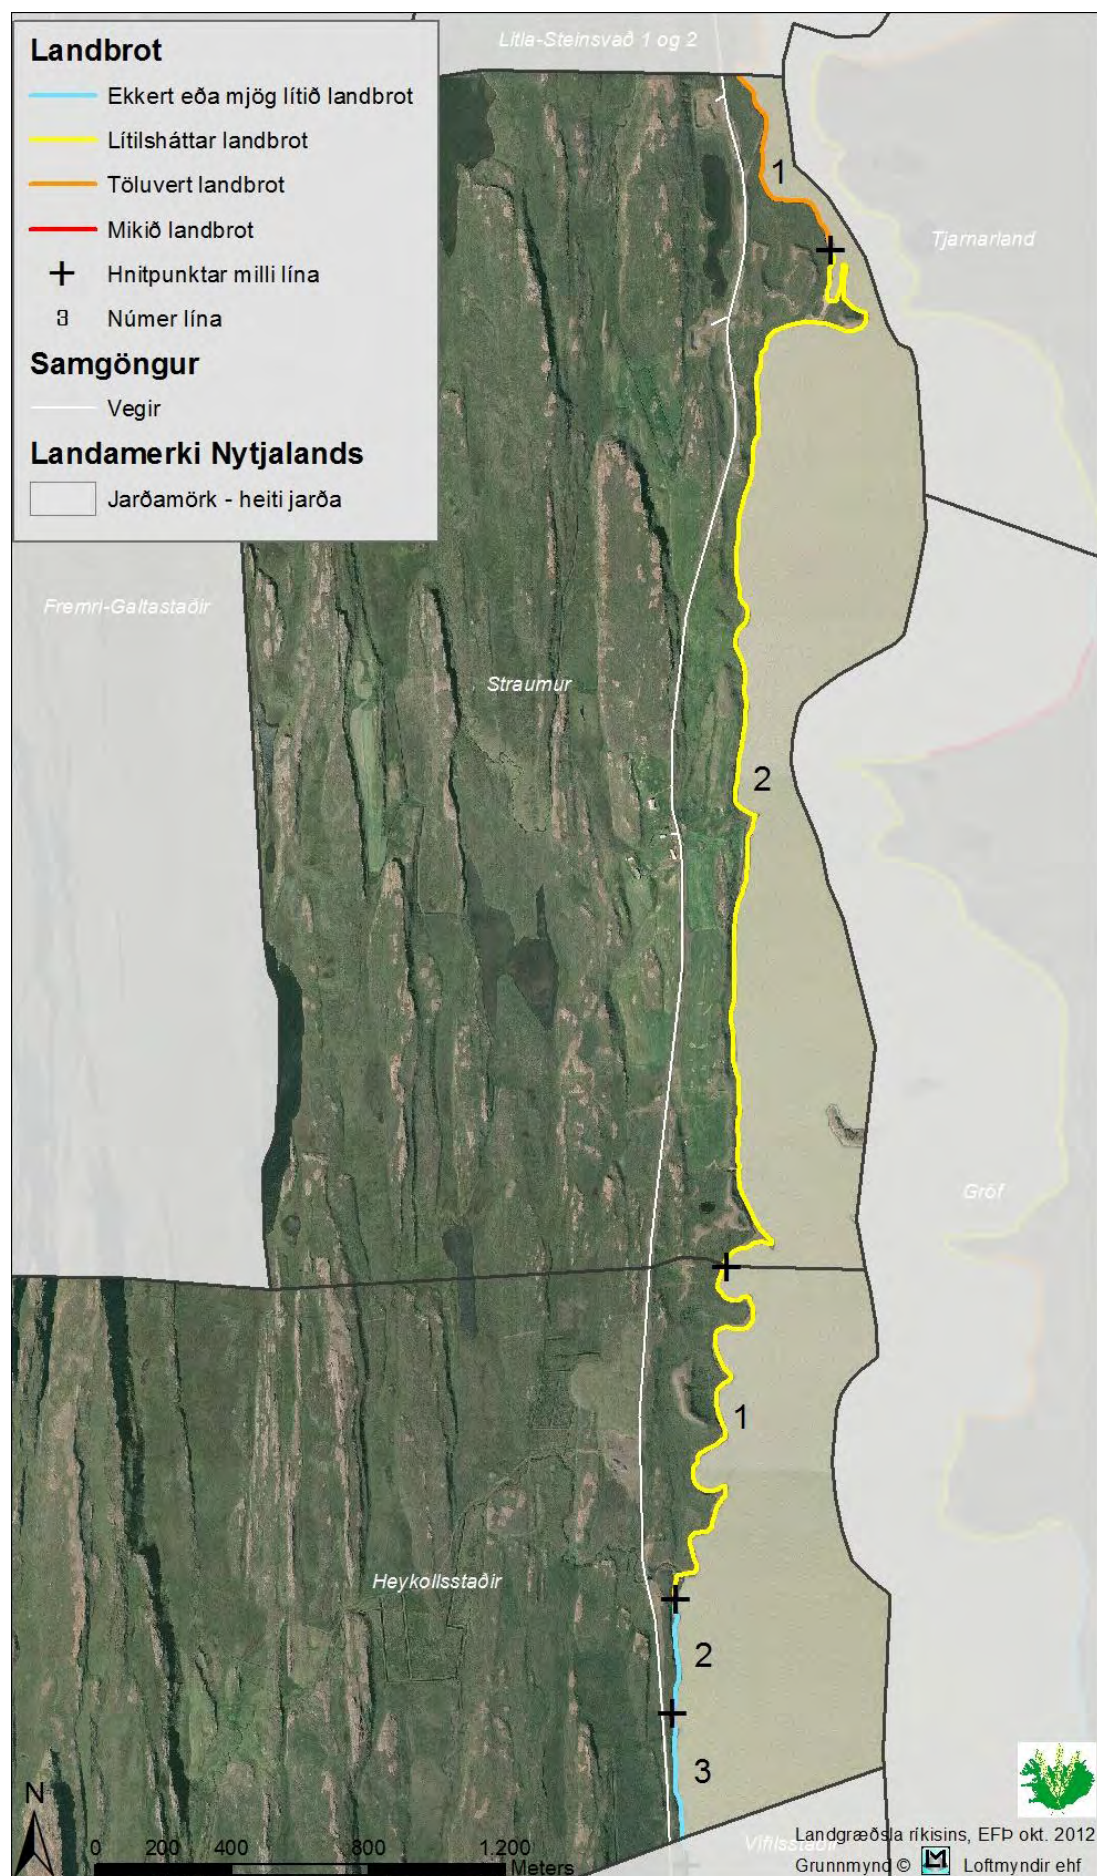 Landbrot
Ekkert eða mjög lítið landbrot
Lítilsháttar landbrot
Töluvert landbrot
Mikið landbrot
Hnitpunktar milli lína
3 Númer lína
Samgöngur
Vegir
Landamerki Nytjalands
Jarðamörk - heiti jarða
Litla-Steinsvað 1 og 2
1
Tjarnarland
Fremri-Galtastaðir
Straumur
2
Gröf
1
Heykollsstaðir
2
3
N
0 200 400 800 1.200
Meters
Vífilsstaðir
Landgræðsla ríkisins, EFÞ okt. 2012
Grunnmynd © LM Loftmyndir ehf